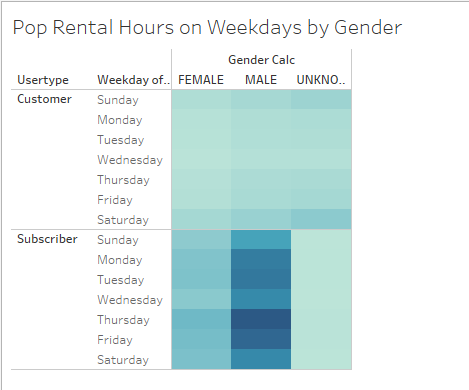 Pop Rental Hours on Weekdays by Gender
Gender Calc
Usertype Weekday of.. FEMALE MALE UNKNO..
Customer Sunday
Monday
Tuesday
Wednesday
Thursday
Friday
Saturday
Subscriber Sunday
Monday
Tuesday
Wednesday
Thursday
Friday
Saturday